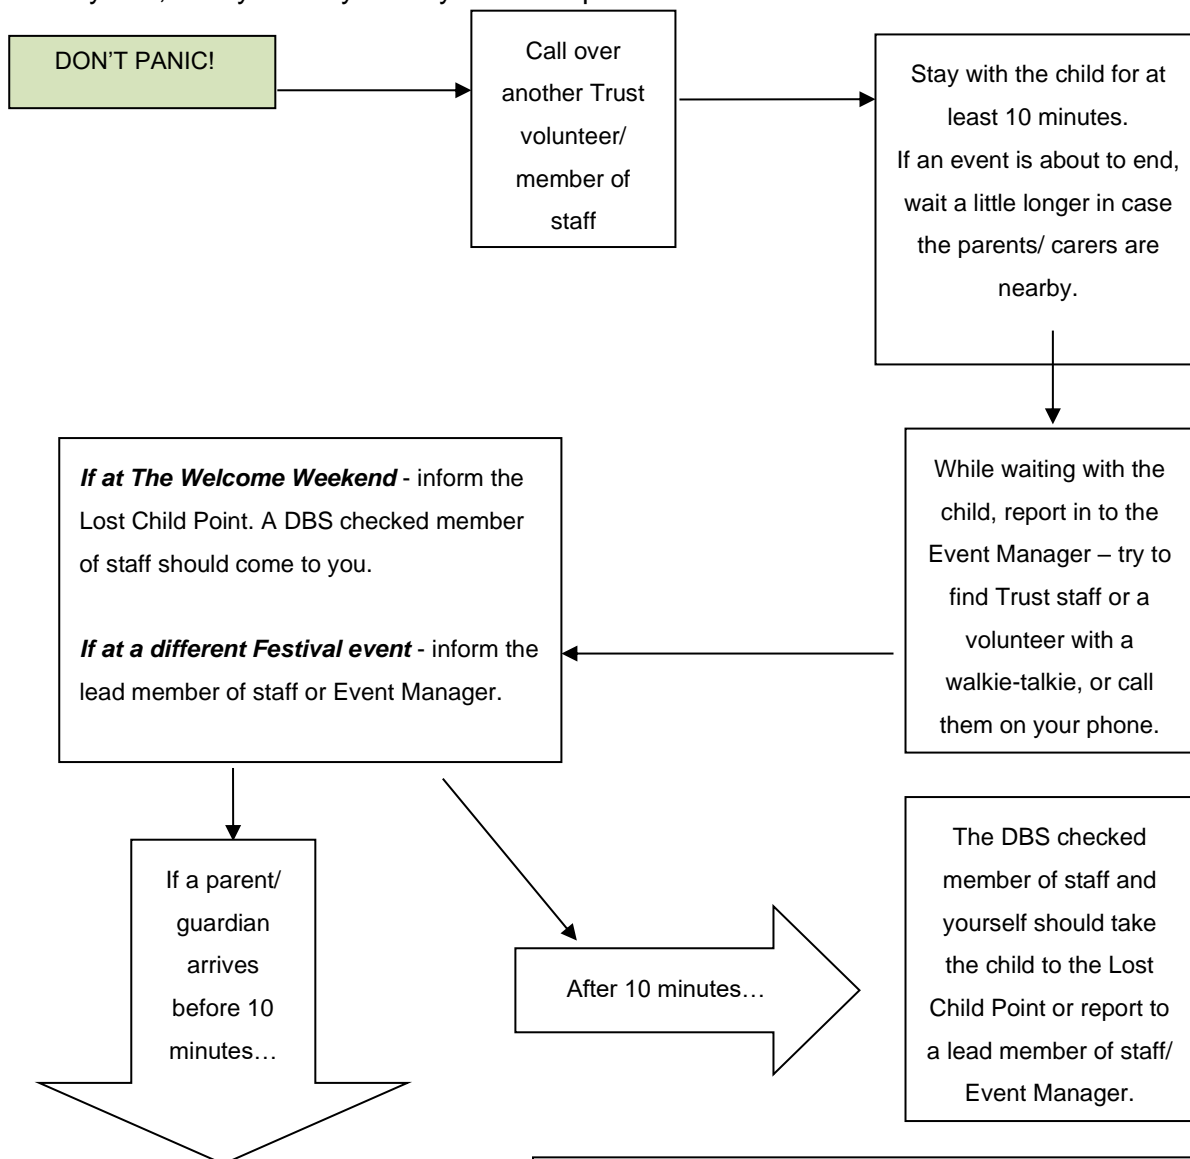 DON'T PANIC!
Call over
another Trust
volunteer/
member of
staff
Stay with the child for at
least 10 minutes.
If an event is about to end,
wait a little longer in case
the parents/ carers are
nearby.
While waiting with the
child, report in to the
Event Manager – try to
find Trust staff or a
volunteer with a
walkie-talkie, or call
them on your phone.
If at The Welcome Weekend - inform the
Lost Child Point. A DBS checked member
of staff should come to you.
If at a different Festival event - inform the
lead member of staff or Event Manager.
If a parent/
guardian
arrives
before 10
minutes…
After 10 minutes…
The DBS checked
member of staff and
yourself should take
the child to the Lost
Child Point or report to
a lead member of staff/
Event Manager.